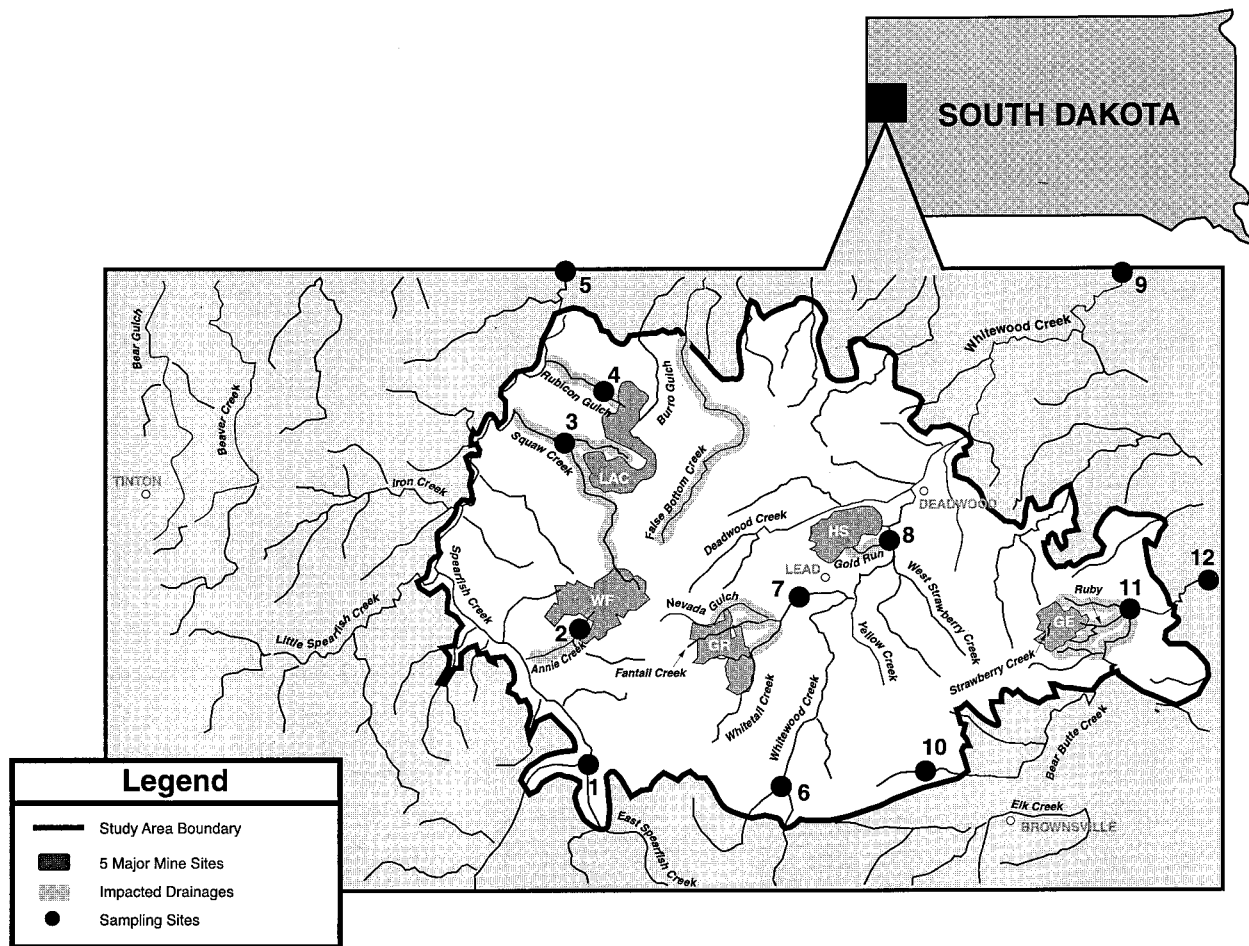 SOUTH DAKOTA
5
9
Bear Gulch
Beaver Creek
Whitewood Creek
4
Rubicon Gulch
Burro Gulch
3
Squaw Creek
LAC
TINTON
Iron Creek
False Bottom Creek
DEADWOOD
Deadwood Creek
HS
8
Gold Run
LEAD
West Strawberry Creek
12
Spearfish Creek
Little Spearfish Creek
WF
2
Annie Creek
Nevada Gulch
7
GR
Fantail Creek
Yellow Creek
Ruby
11
GE
Strawberry Creek
Whitetail Creek
Whitewood Creek
Bear Butte Creek
10
1
6
East Spearfish Creek
Elk Creek
BROWNSVILLE
Legend
Study Area Boundary
5 Major Mine Sites
Impacted Drainages
Sampling Sites